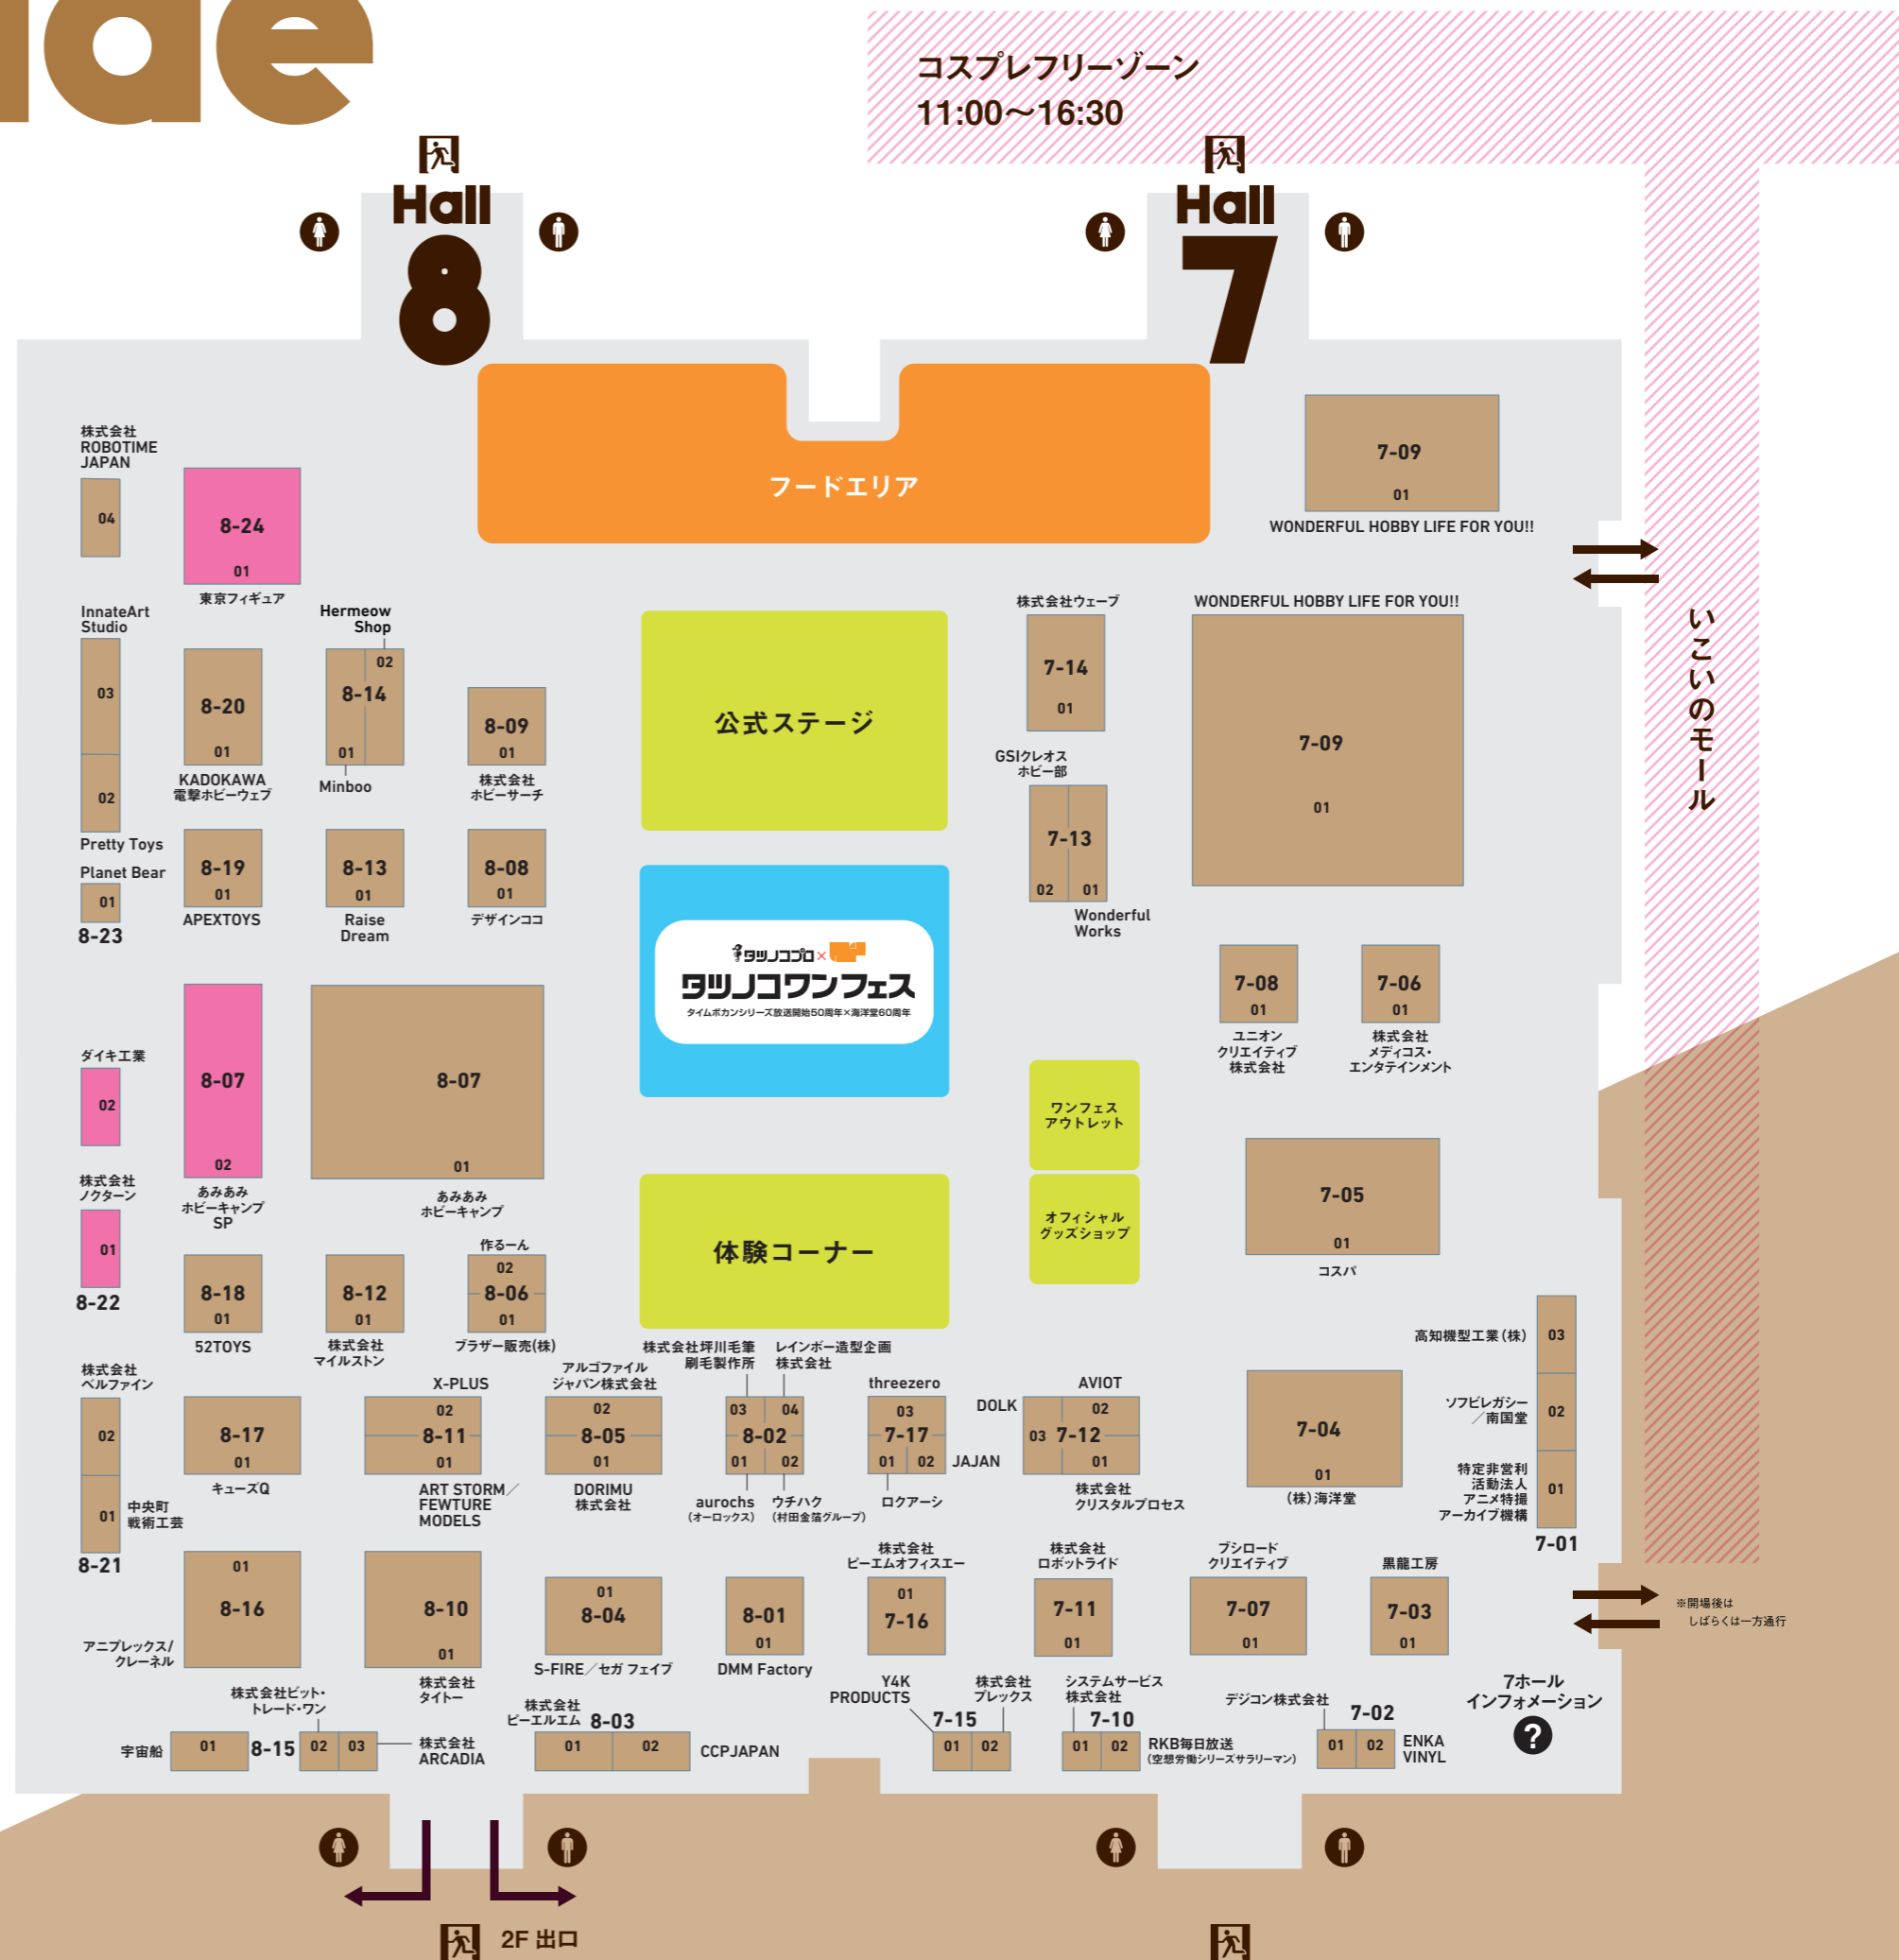 コスプレフリーゾーン
11:00〜16:30
Hall
8
Hall
7
フードエリア
株式会社
ROBOTIME
JAPAN
04
8-24
01
東京フィギュア
7-09
01
WONDERFUL HOBBY LIFE FOR YOU!!
InnateArt
Studio
03
02
Pretty Toys
Planet Bear
01
8-23
8-20
01
KADOKAWA
電撃ホビーウェブ
Hermeow
Shop
02
8-14
01
Minboo
8-09
01
株式会社
ホビーサーチ
8-19
01
APEXTOYS
8-13
01
Raise
Dream
8-08
01
デザインココ
公式ステージ
株式会社ウェーブ
7-14
01
GSIクレオス
ホビー部
7-13
02
01
Wonderful
Works
WONDERFUL HOBBY LIFE FOR YOU!!
7-09
01
いこいのモール
タツノコプロ×
タツノコワンフェス
タイムボカンシリーズ放送開始50周年×海洋堂60周年
7-08
01
ユニオン
クリエイティブ
株式会社
7-06
01
株式会社
メディコス・
エンタテインメント
ダイキ工業
02
株式会社
ノクターン
01
8-22
8-07
02
あみあみ
ホビーキャンプ
SP
8-07
01
あみあみ
ホビーキャンプ
ワンフェス
アウトレット
オフィシャル
グッズショップ
体験コーナー
7-05
01
コスパ
8-18
01
52TOYS
8-12
01
株式会社
マイルストン
作るーん
02
8-06
01
ブラザー販売(株)
株式会社
ベルファイン
02
01
中央町
戦術工芸
8-21
8-17
01
キューズQ
X-PLUS
02
8-11
01
ART STORM／
FEWTURE
MODELS
アルゴファイル
ジャパン株式会社
02
8-05
01
DORIMU
株式会社
株式会社坪川毛筆
刷毛製作所
レインボー造型企画
株式会社
03
04
8-02
01
02
aurochs
(オーロックス)
ウチハク
(村田金箔グループ)
threezero
03
7-17
01
02
JAJAN
ロクアーシ
DOLK
AVIOT
02
03
7-12
01
株式会社
クリスタルプロセス
7-04
01
(株)海洋堂
高知機型工業(株)
03
ソフビレガシー
／南国堂
02
特定非営利
活動法人
アニメ特撮
アーカイブ機構
01
7-01
01
8-16
アニプレックス/
クレーネル
8-10
01
株式会社
タイトー
01
8-04
S-FIRE／セガ フェイブ
8-01
01
DMM Factory
株式会社
ピーエムオフィスエー
01
7-16
株式会社
ロボットライド
7-11
01
ブシロード
クリエイティブ
7-07
01
黒龍工房
7-03
01
※開場後は
しばらくは一方通行
宇宙船
01
8-15
株式会社ビット・
トレード・ワン
02
03
株式会社
ARCADIA
株式会社
ピーエルエム
8-03
01
02
CCPJAPAN
Y4K
PRODUCTS
7-15
株式会社
プレックス
01
02
システムサービス
株式会社
7-10
01
02
RKB毎日放送
(空想労働シリーズサラリーマン)
デジコン株式会社
7-02
01
02
ENKA
VINYL
7ホール
インフォメーション
?
2F 出口